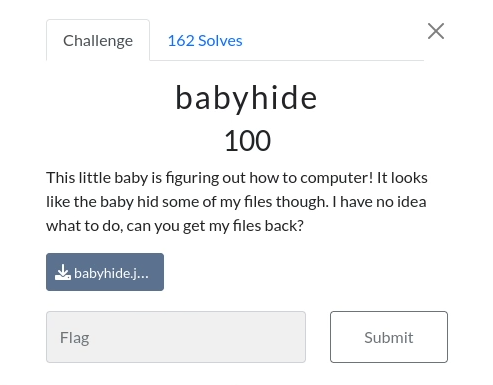 Challenge
162 Solves
babyhide
100
This little baby is figuring out how to computer! It looks
like the baby hid some of my files though. I have no idea
what to do, can you get my files back?
babyhide.j...
Flag
Submit